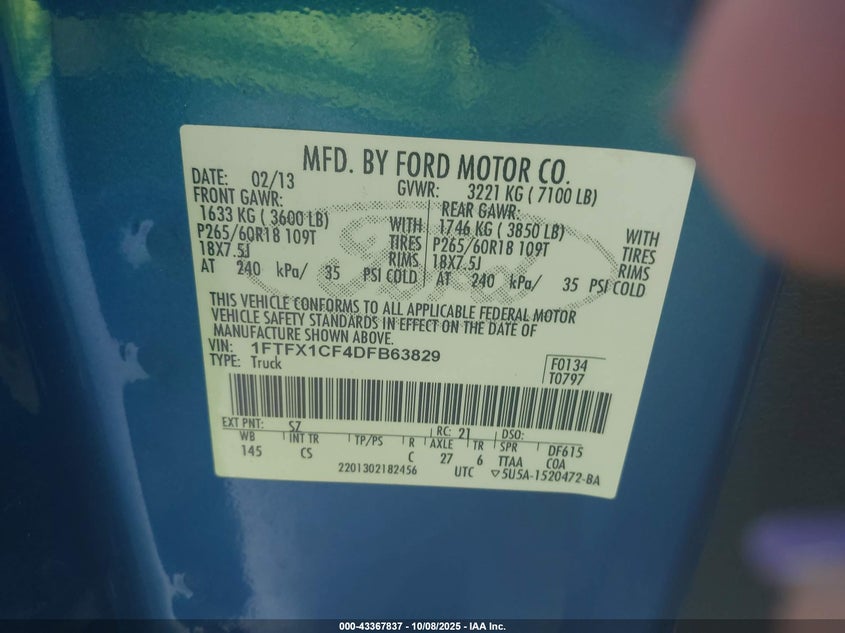 MFD. BY FORD MOTOR CO.
DATE: 02/13 GVWR: 3221 KG ( 7100 LB)
FRONT GAWR: REAR GAWR:
1633 KG ( 3600 LB) WITH 1746 KG ( 3850 LB) WITH
P265/60R18 109T TIRES P265/60R18 109T TIRES
18X7.5J RIMS 18X7.5J RIMS
AT 240 kPa/ 35 PSI COLD AT 240 kPa/ 35 PSI COLD
Ford
THIS VEHICLE CONFORMS TO ALL APPLICABLE FEDERAL MOTOR
VEHICLE SAFETY STANDARDS IN EFFECT ON THE DATE OF
MANUFACTURE SHOWN ABOVE.
VIN: 1FTFX1CF4DFB63829
TYPE: Truck
F0134
T0797
EXT PNT: SZ RC: 21 DSO:
WB INT TR TP/PS R AXLE TR SPR DF615
145 CS C 27 6 TTAA COA
2201302182456 UTC ▽5U5A-1520472-BA
000-43367837 - 10/08/2025 - IAA Inc.